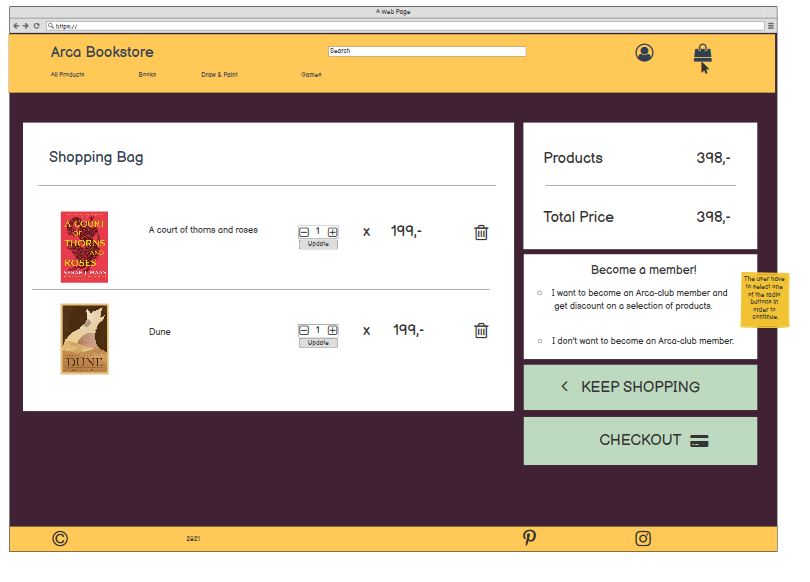 A Web Page
https://
Arca Bookstore
Search
All Products Books Draw & Paint Games
Shopping Bag
A COURT
OF
THORNS
AND
ROSES
SARAH J. MAAS
A court of thorns and roses
1
Update
x 199,-
DUNE
Dune
1
Update
x 199,-
Products 398,-
Total Price 398,-
Become a member!
I want to become an Arca-club member and
get discount on a selection of products.
I don't want to become an Arca-club member.
The user have
to select one
of the radio
buttons in
order to
continue.
KEEP SHOPPING
CHECKOUT
© 2021